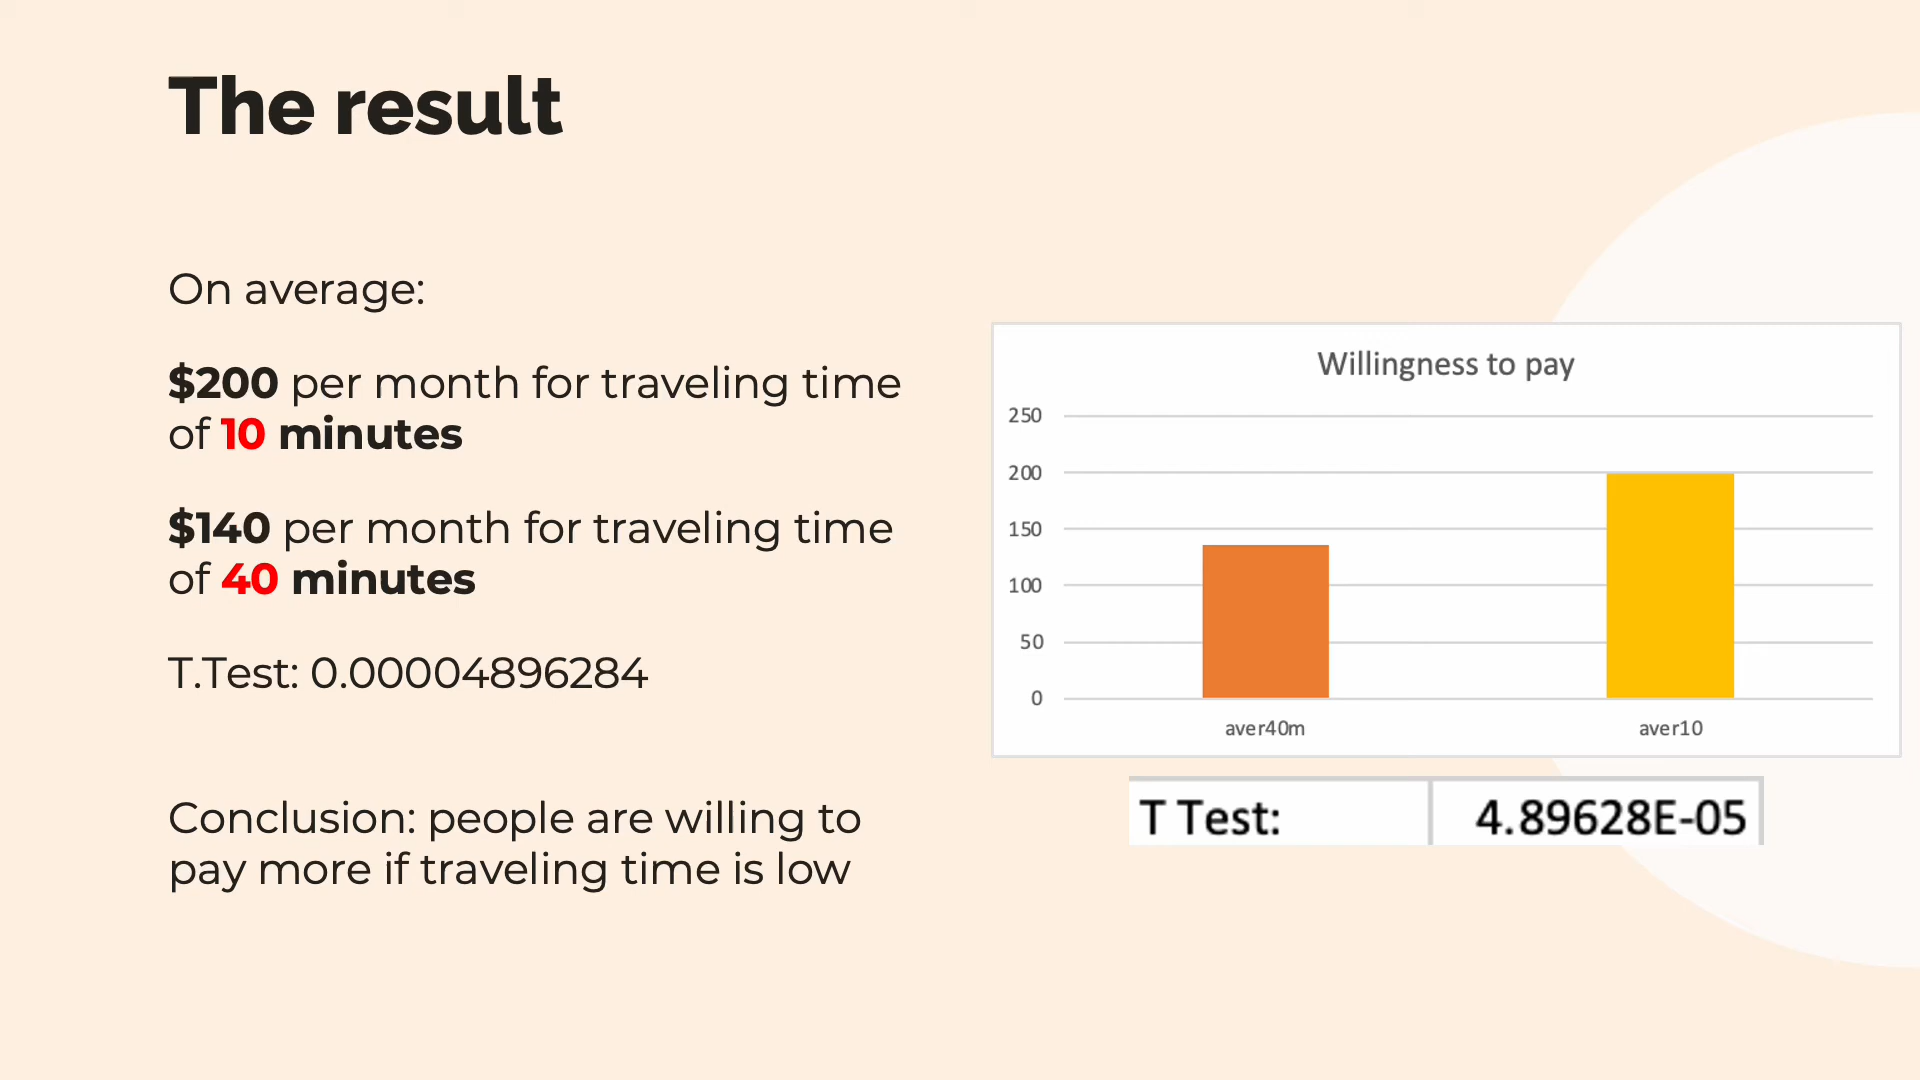 The result
On average:
$200 per month for traveling time
of 10 minutes
$140 per month for traveling time
of 40 minutes
T.Test: 0.00004896284
Conclusion: people are willing to
pay more if traveling time is low
Willingness to pay
250
200
150
100
50
0
aver40m aver10
T Test: 4.89628E-05